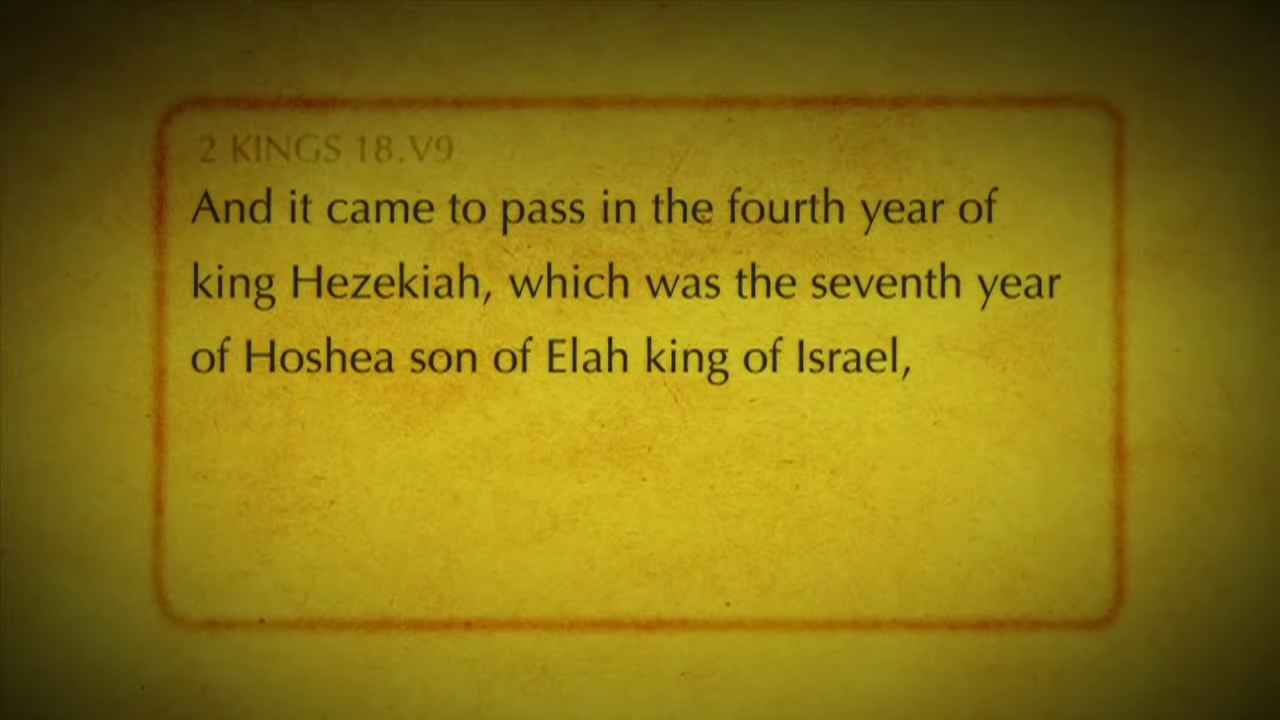 2 KINGS 18.V9
And it came to pass in the fourth year of
king Hezekiah, which was the seventh year
of Hoshea son of Elah king of Israel,